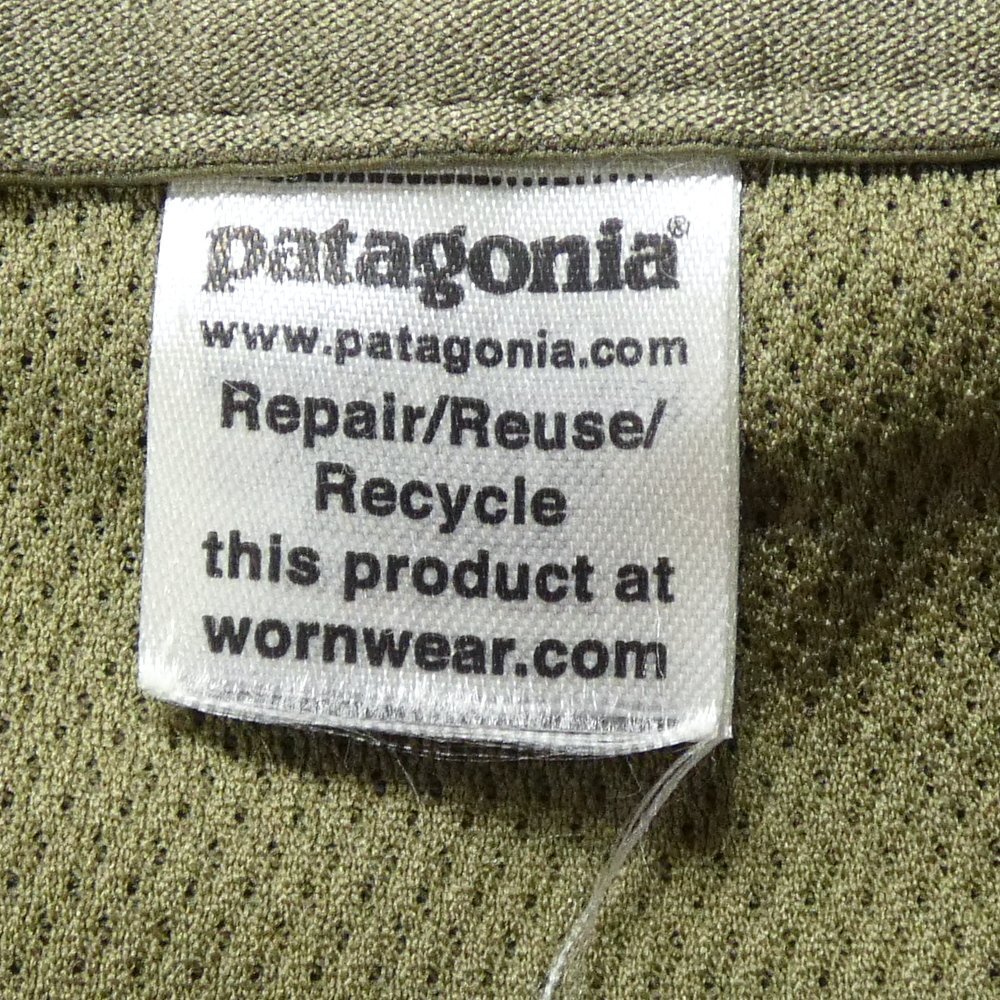 patagonia®
www.patagonia.com
Repair/Reuse/
Recycle
this product at
wornwear.com